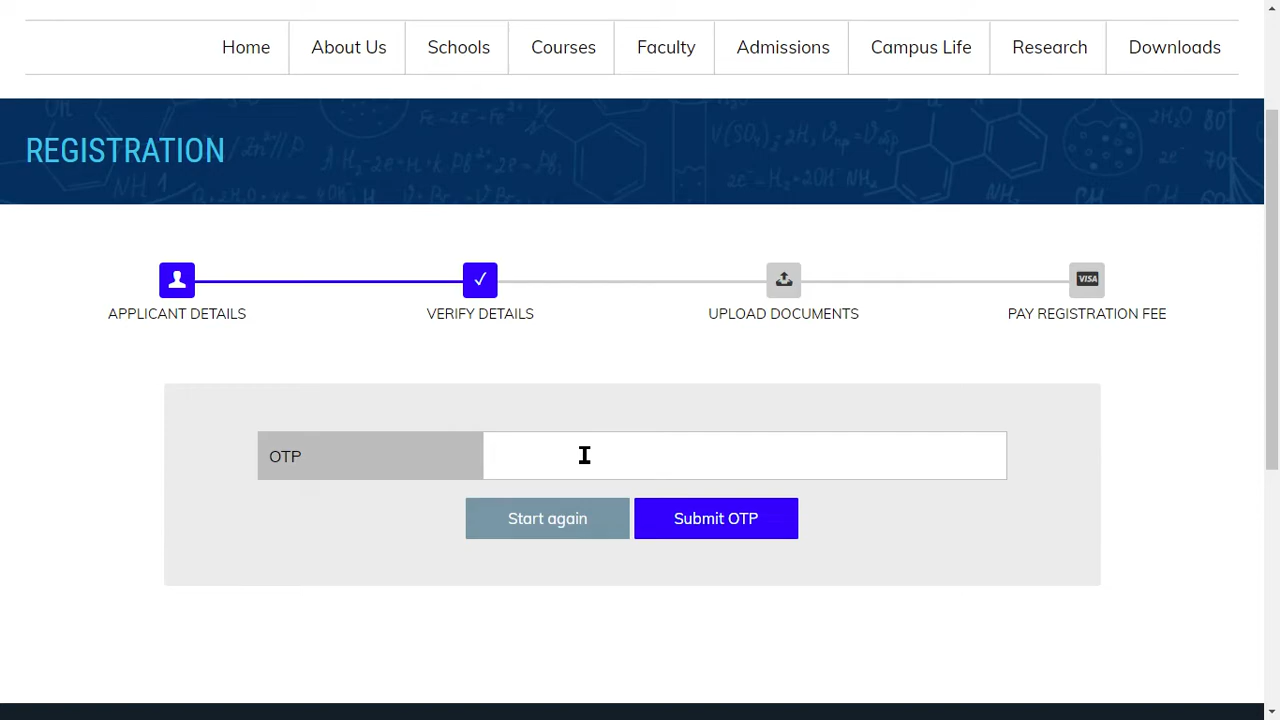 Home About Us Schools Courses Faculty Admissions Campus Life Research Downloads
REGISTRATION
VISA
APPLICANT DETAILS VERIFY DETAILS UPLOAD DOCUMENTS PAY REGISTRATION FEE
OTP
Start again Submit OTP